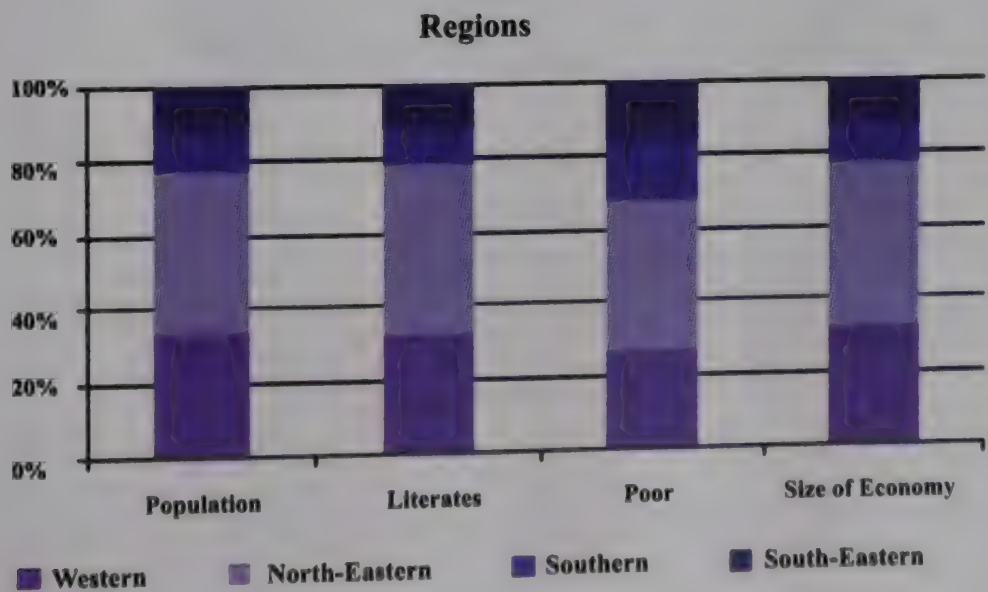 Regions
100%
80%
60%
40%
20%
0%
Population Literates Poor Size of Economy
Western North-Eastern Southern South-Eastern